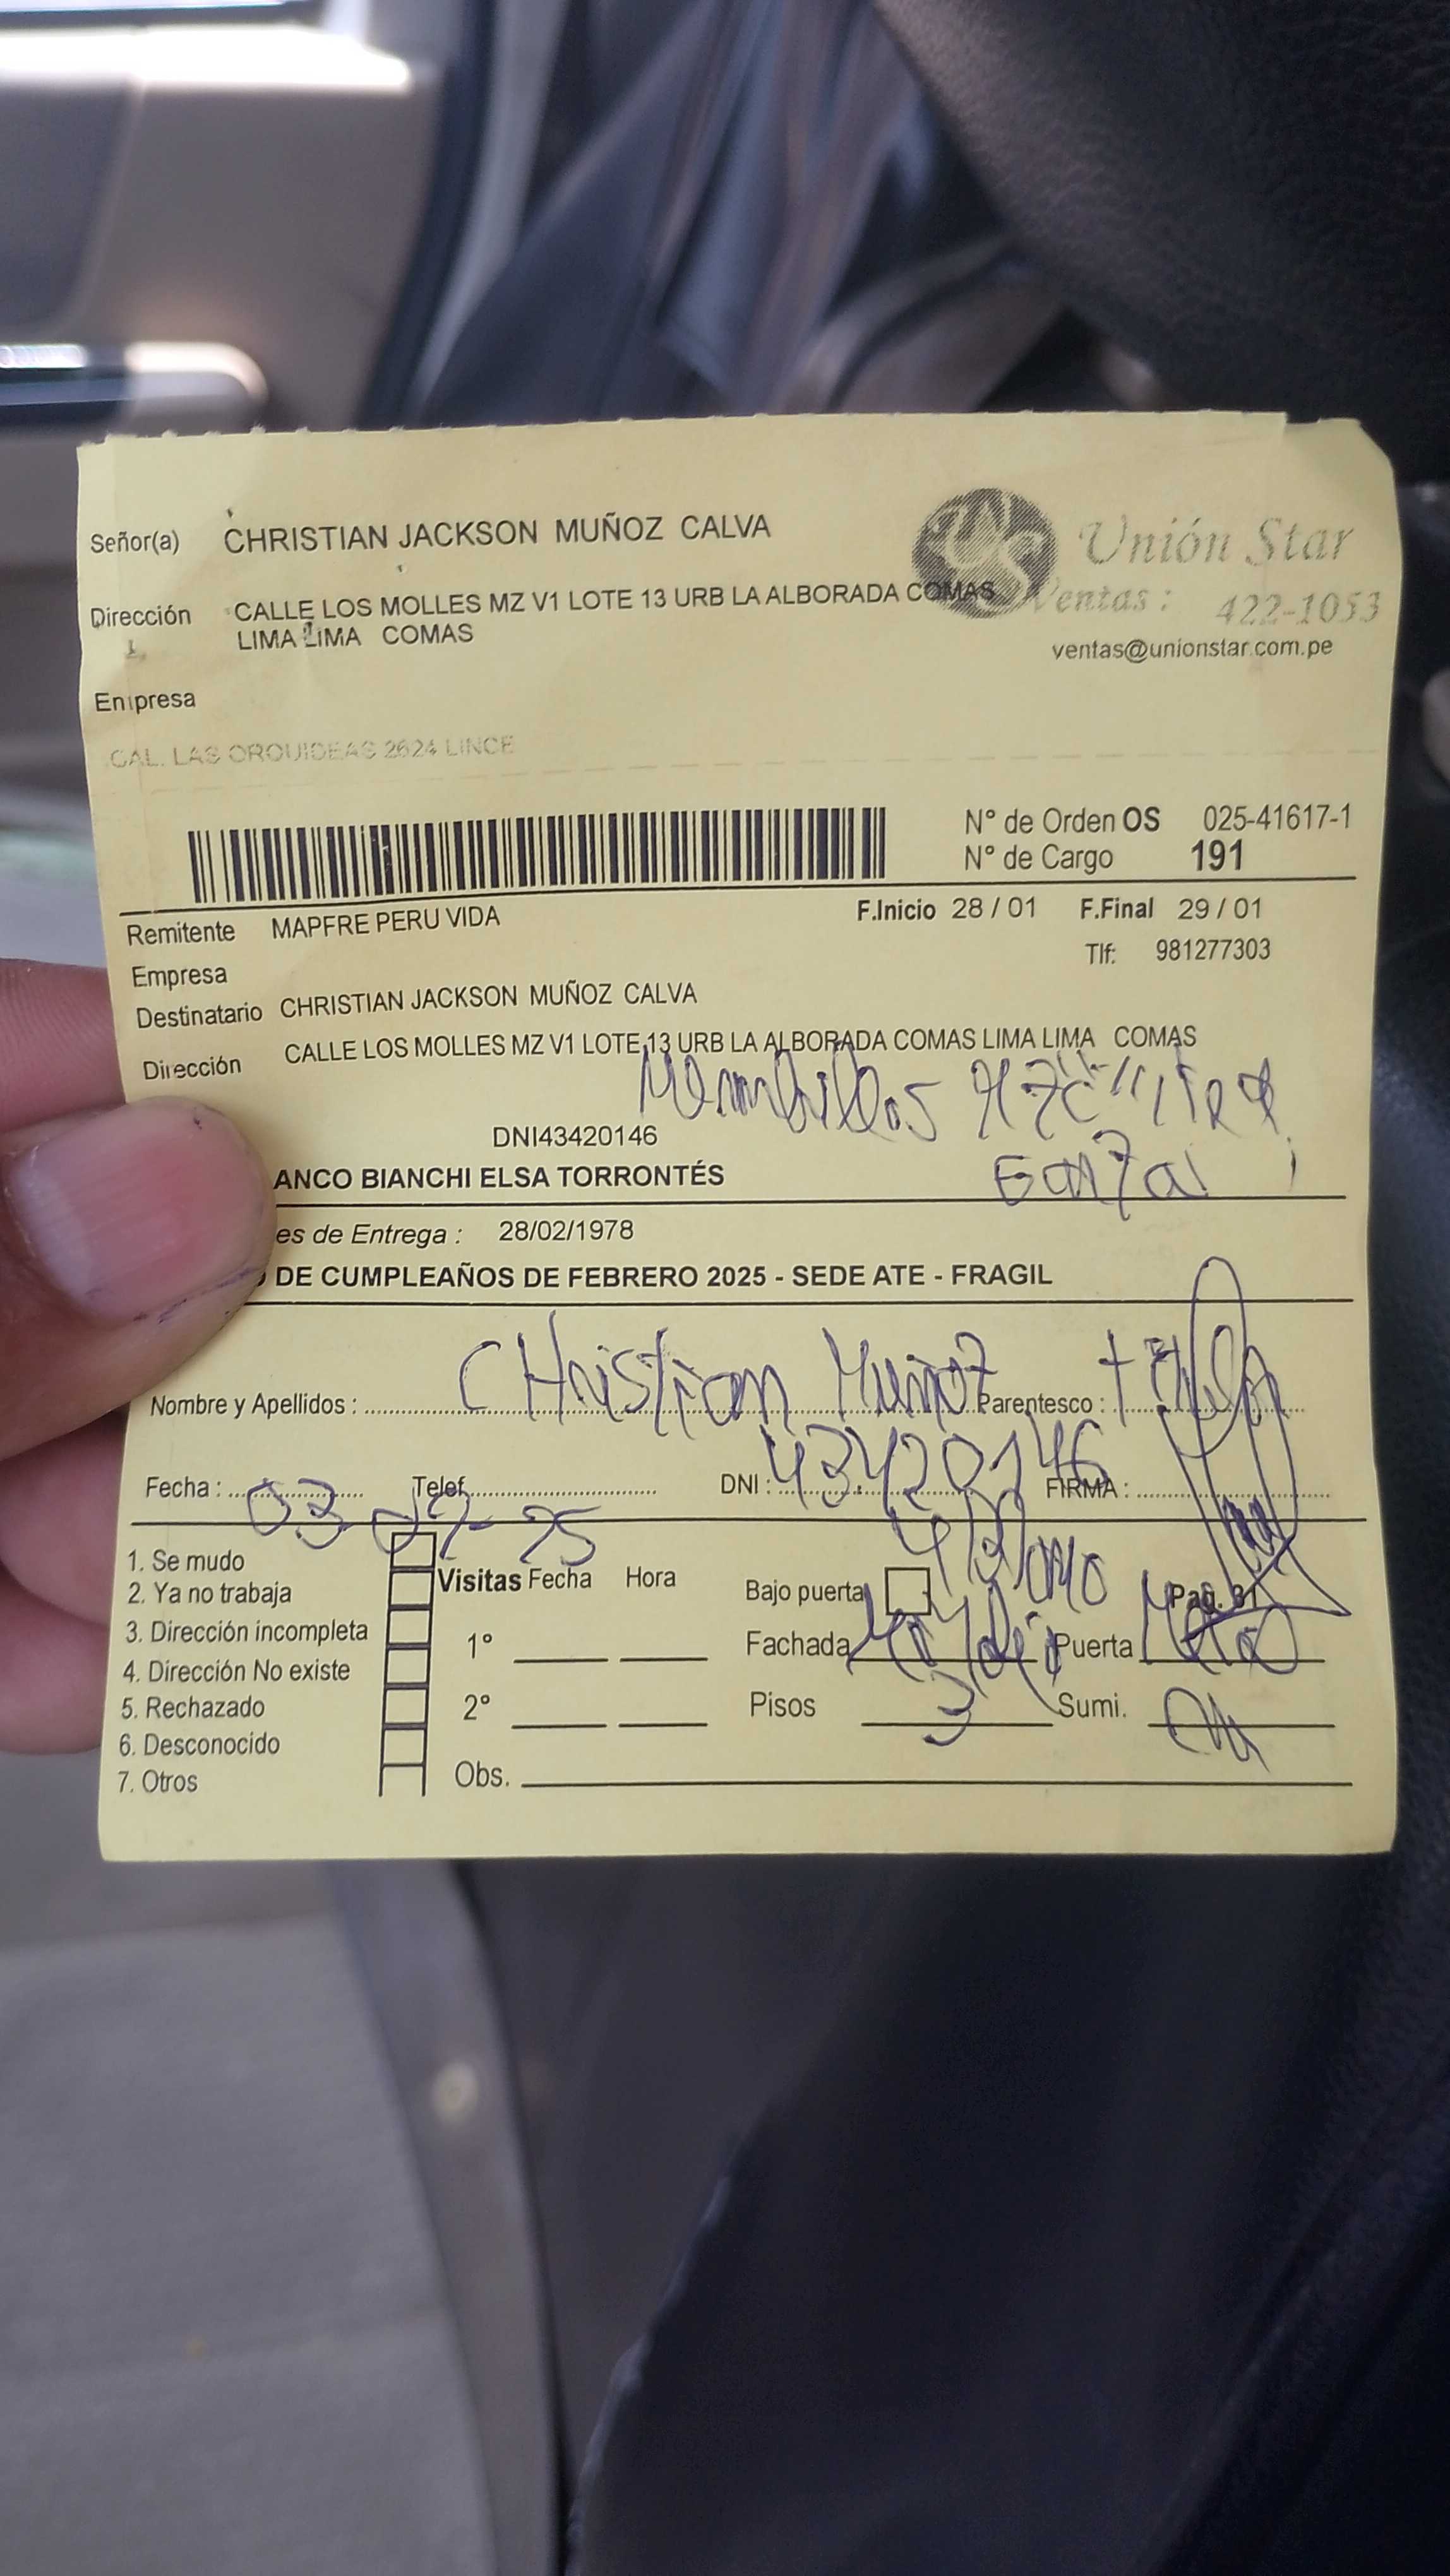 Señor(a) CHRISTIAN JACKSON MUÑOZ CALVA
Unión Star
Dirección CALLE LOS MOLLES MZ V1 LOTE 13 URB LA ALBORADA COMAS
Ventas : 422-1053
LIMA LIMA COMAS
ventas@unionstar.com.pe
Empresa
CAL. LAS ORQUIDEAS 2624 LINCE
N° de Orden OS 025-41617-1
N° de Cargo 191
Remitente MAPFRE PERU VIDA
F.Inicio 28 / 01 F.Final 29 / 01
Empresa
Tlf: 981277303
Destinatario CHRISTIAN JACKSON MUÑOZ CALVA
Dirección CALLE LOS MOLLES MZ V1 LOTE 13 URB LA ALBORADA COMAS LIMA LIMA COMAS
DNI43420146
ANCO BIANCHI ELSA TORRONTÉS
es de Entrega : 28/02/1978
DE CUMPLEAÑOS DE FEBRERO 2025 - SEDE ATE - FRAGIL
Nombre y Apellidos : CHristian Muñoz Parentesco :
Fecha : 03-02-25 Telef. DNI : 43420146 FIRMA :
1. Se mudo
2. Ya no trabaja
3. Dirección incompleta
4. Dirección No existe
5. Rechazado
6. Desconocido
7. Otros
Visitas Fecha Hora
1°
2°
Obs.
Bajo puerta Pag. 31
Fachada Puerta
Pisos 3 Sumi.